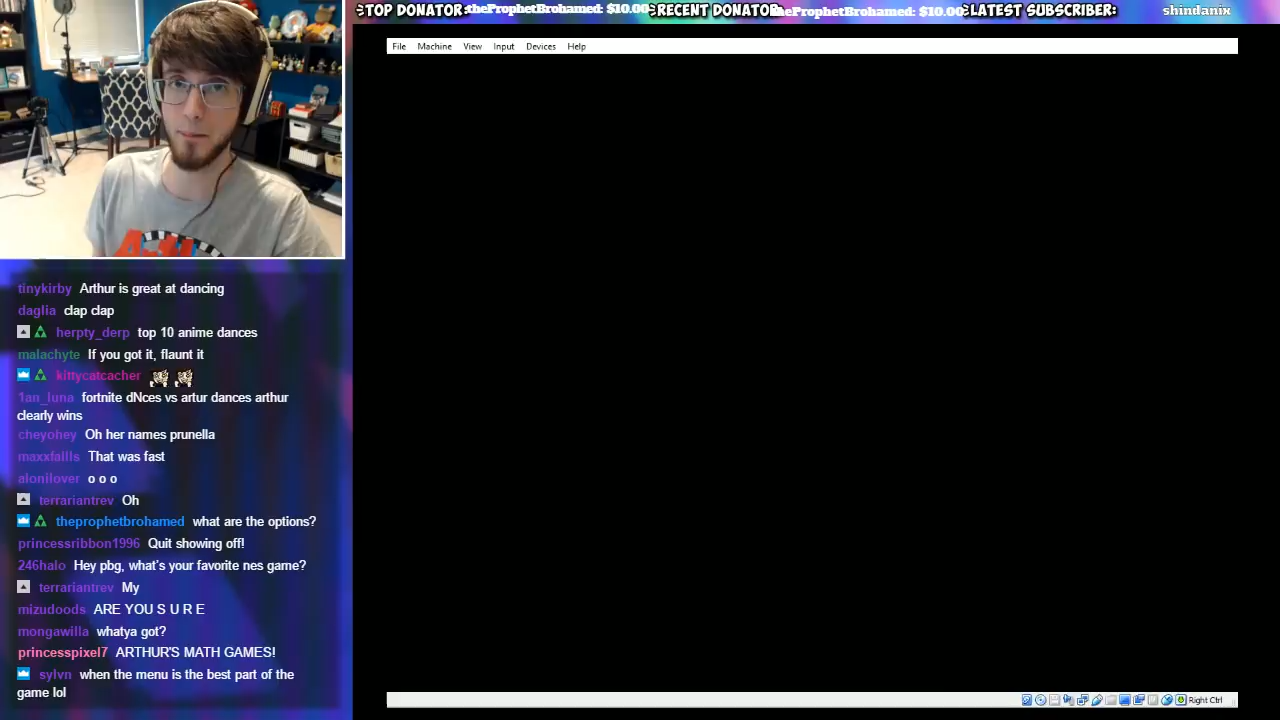 TOP DONATOR: theProphetBrohamed: $10.00 RECENT DONATOR: theProphetBrohamed: $10.00 LATEST SUBSCRIBER: shindanix
File Machine View Input Devices Help
tinykirby Arthur is great at dancing
daglia clap clap
herpty_derp top 10 anime dances
malachyte If you got it, flaunt it
kittycatcacher
1an_luna fortnite dNces vs artur dances arthur
clearly wins
cheyohey Oh her names prunella
maxxfaills That was fast
alonilover o o o
terrariantrev Oh
theprophetbrohamed what are the options?
princessribbon1996 Quit showing off!
246halo Hey pbg, what's your favorite nes game?
terrariantrev My
mizudoods ARE YOU S U R E
mongawilla whatya got?
princesspixel7 ARTHUR'S MATH GAMES!
sylvn when the menu is the best part of the
game lol
Right Ctrl